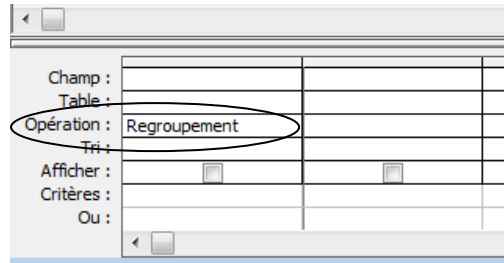 Champ :
Table :
Opération : Regroupement
Tri :
Afficher :
Critères :
Ou :